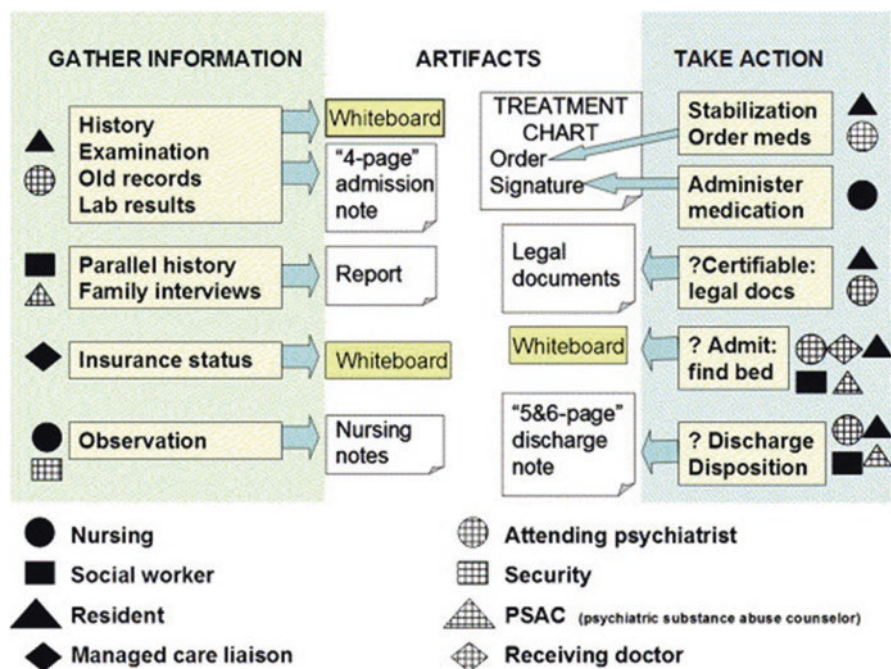 GATHER INFORMATION
ARTIFACTS
TAKE ACTION
History
Examination
Old records
Lab results
Whiteboard
“4-page”
admission
note
TREATMENT
CHART
Order
Signature
Stabilization
Order meds
Administer
medication
Parallel history
Family interviews
Report
Legal
documents
?Certifiable:
legal docs
Insurance status
Whiteboard
Whiteboard
? Admit:
find bed
Observation
Nursing
notes
“5&6-page”
discharge
note
? Discharge
Disposition
Nursing
Social worker
Resident
Managed care liaison
Attending psychiatrist
Security
PSAC (psychiatric substance abuse counselor)
Receiving doctor